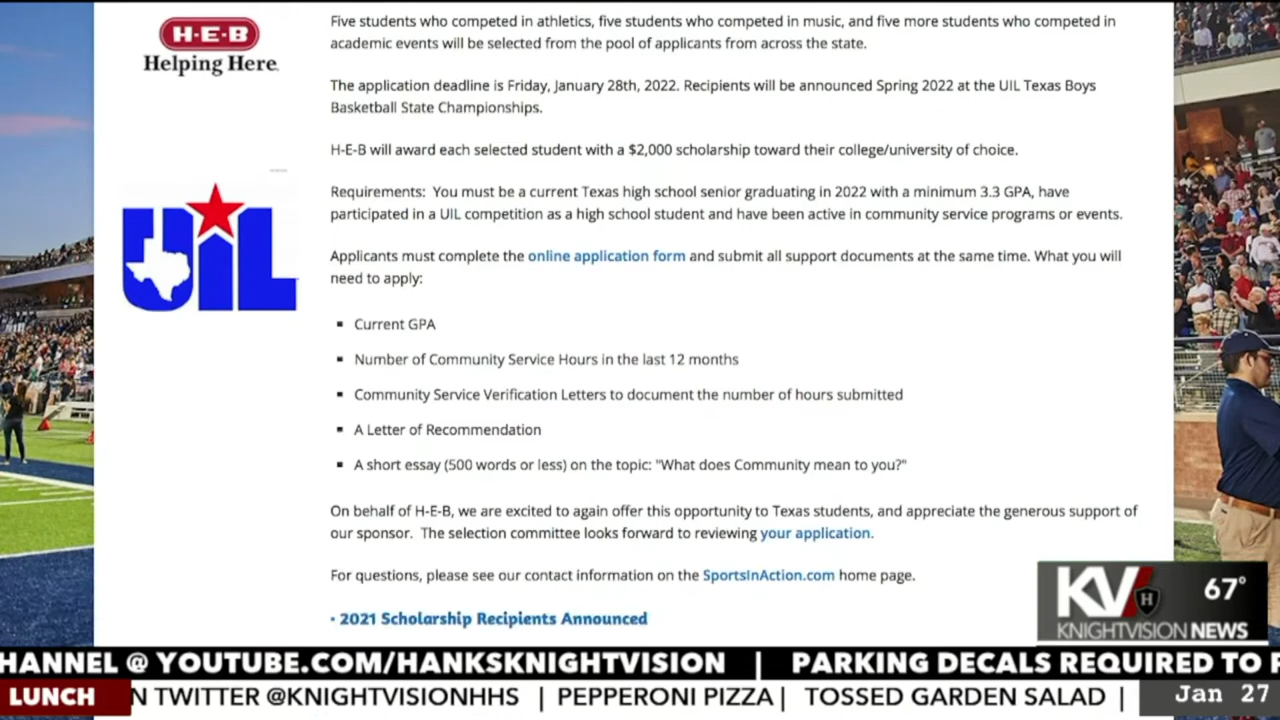 H-E-B
Helping Here
Five students who competed in athletics, five students who competed in music, and five more students who competed in
academic events will be selected from the pool of applicants from across the state.
The application deadline is Friday, January 28th, 2022. Recipients will be announced Spring 2022 at the UIL Texas Boys
Basketball State Championships.
H-E-B will award each selected student with a $2,000 scholarship toward their college/university of choice.
UIL
Requirements: You must be a current Texas high school senior graduating in 2022 with a minimum 3.3 GPA, have
participated in a UIL competition as a high school student and have been active in community service programs or events.
Applicants must complete the online application form and submit all support documents at the same time. What you will
need to apply:
▪ Current GPA
▪ Number of Community Service Hours in the last 12 months
▪ Community Service Verification Letters to document the number of hours submitted
▪ A Letter of Recommendation
▪ A short essay (500 words or less) on the topic: "What does Community mean to you?"
On behalf of H-E-B, we are excited to again offer this opportunity to Texas students, and appreciate the generous support of
our sponsor. The selection committee looks forward to reviewing your application.
For questions, please see our contact information on the SportsInAction.com home page.
· 2021 Scholarship Recipients Announced
KV H 67°
KNIGHTVISION NEWS
HANNEL @ YOUTUBE.COM/HANKSKNIGHTVISION | PARKING DECALS REQUIRED TO P
LUNCH N TWITTER @KNIGHTVISIONHHS | PEPPERONI PIZZA | TOSSED GARDEN SALAD | Jan 27